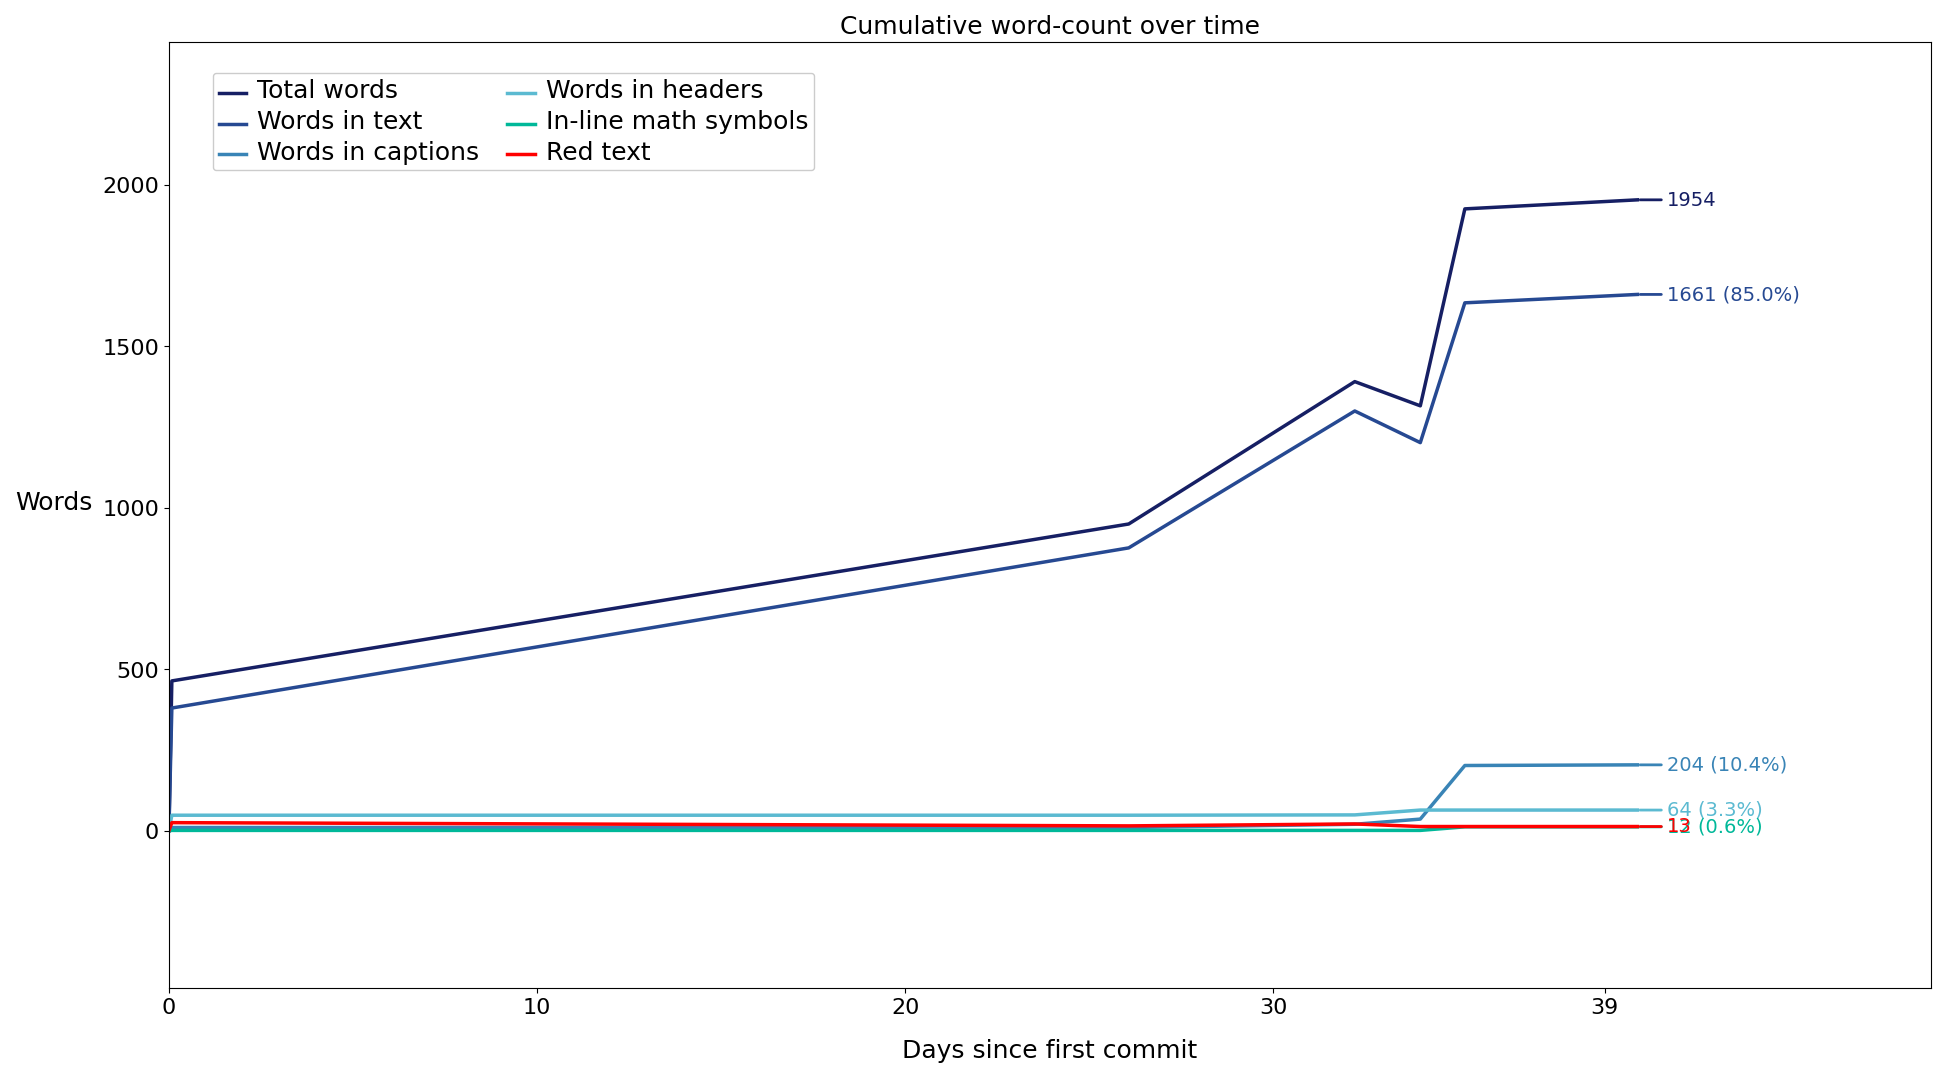 Cumulative word-count over time
Total words
Words in text
Words in captions
Words in headers
In-line math symbols
Red text
2000
1500
1000
500
0
Words
1954
1661 (85.0%)
204 (10.4%)
64 (3.3%)
13
12 (0.6%)
0 10 20 30 39
Days since first commit